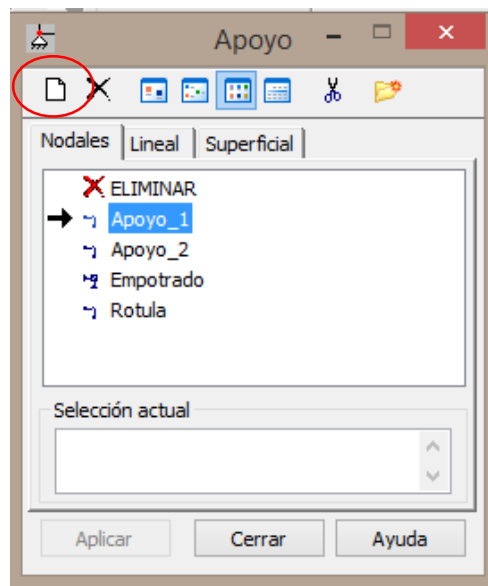 Apoyo
Nodales Lineal Superficial
ELIMINAR
Apoyo_1
Apoyo_2
Empotrado
Rotula
Selección actual
Aplicar Cerrar Ayuda